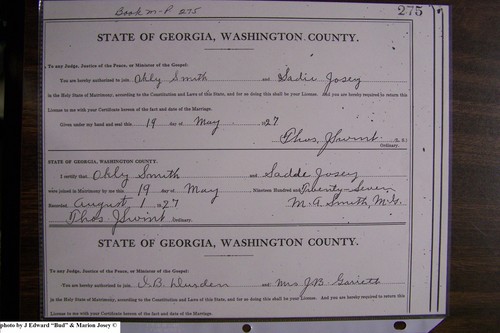 Book M-P 275
275
STATE OF GEORGIA, WASHINGTON COUNTY.
To any Judge, Justice of the Peace, or Minister of the Gospel:
You are hereby authorized to join Ohly Smith and Sadie Josey
in the Holy State of Matrimony, according to the Constitution and Laws of this State, and for so doing this shall be your License. And you are hereby required to return this
License to me with your Certificate hereon of the fact and date of the Marriage.
Given under my hand and seal this 19 day of May 1927
Thos. J Swint (L. S.)
Ordinary.
STATE OF GEORGIA, WASHINGTON COUNTY.
I certify that Ohly Smith and Sadde Josey
were joined in Matrimony by me this 19 day of May Nineteen Hundred and Twenty-Seven
Recorded August 1 1927 M. A Smith, M.G.
Thos. J Swint Ordinary.
STATE OF GEORGIA, WASHINGTON COUNTY.
To any Judge, Justice of the Peace, or Minister of the Gospel:
You are hereby authorized to join J.B. Durden and Mrs J.B. Garrett
in the Holy State of Matrimony, according to the Constitution and Laws of this State, and for so doing this shall be your License. And you are hereby required to return this
License to me with your Certificate hereon of the fact and date of the Marriage.
photo by J Edward "Bud" & Marion Josey ©